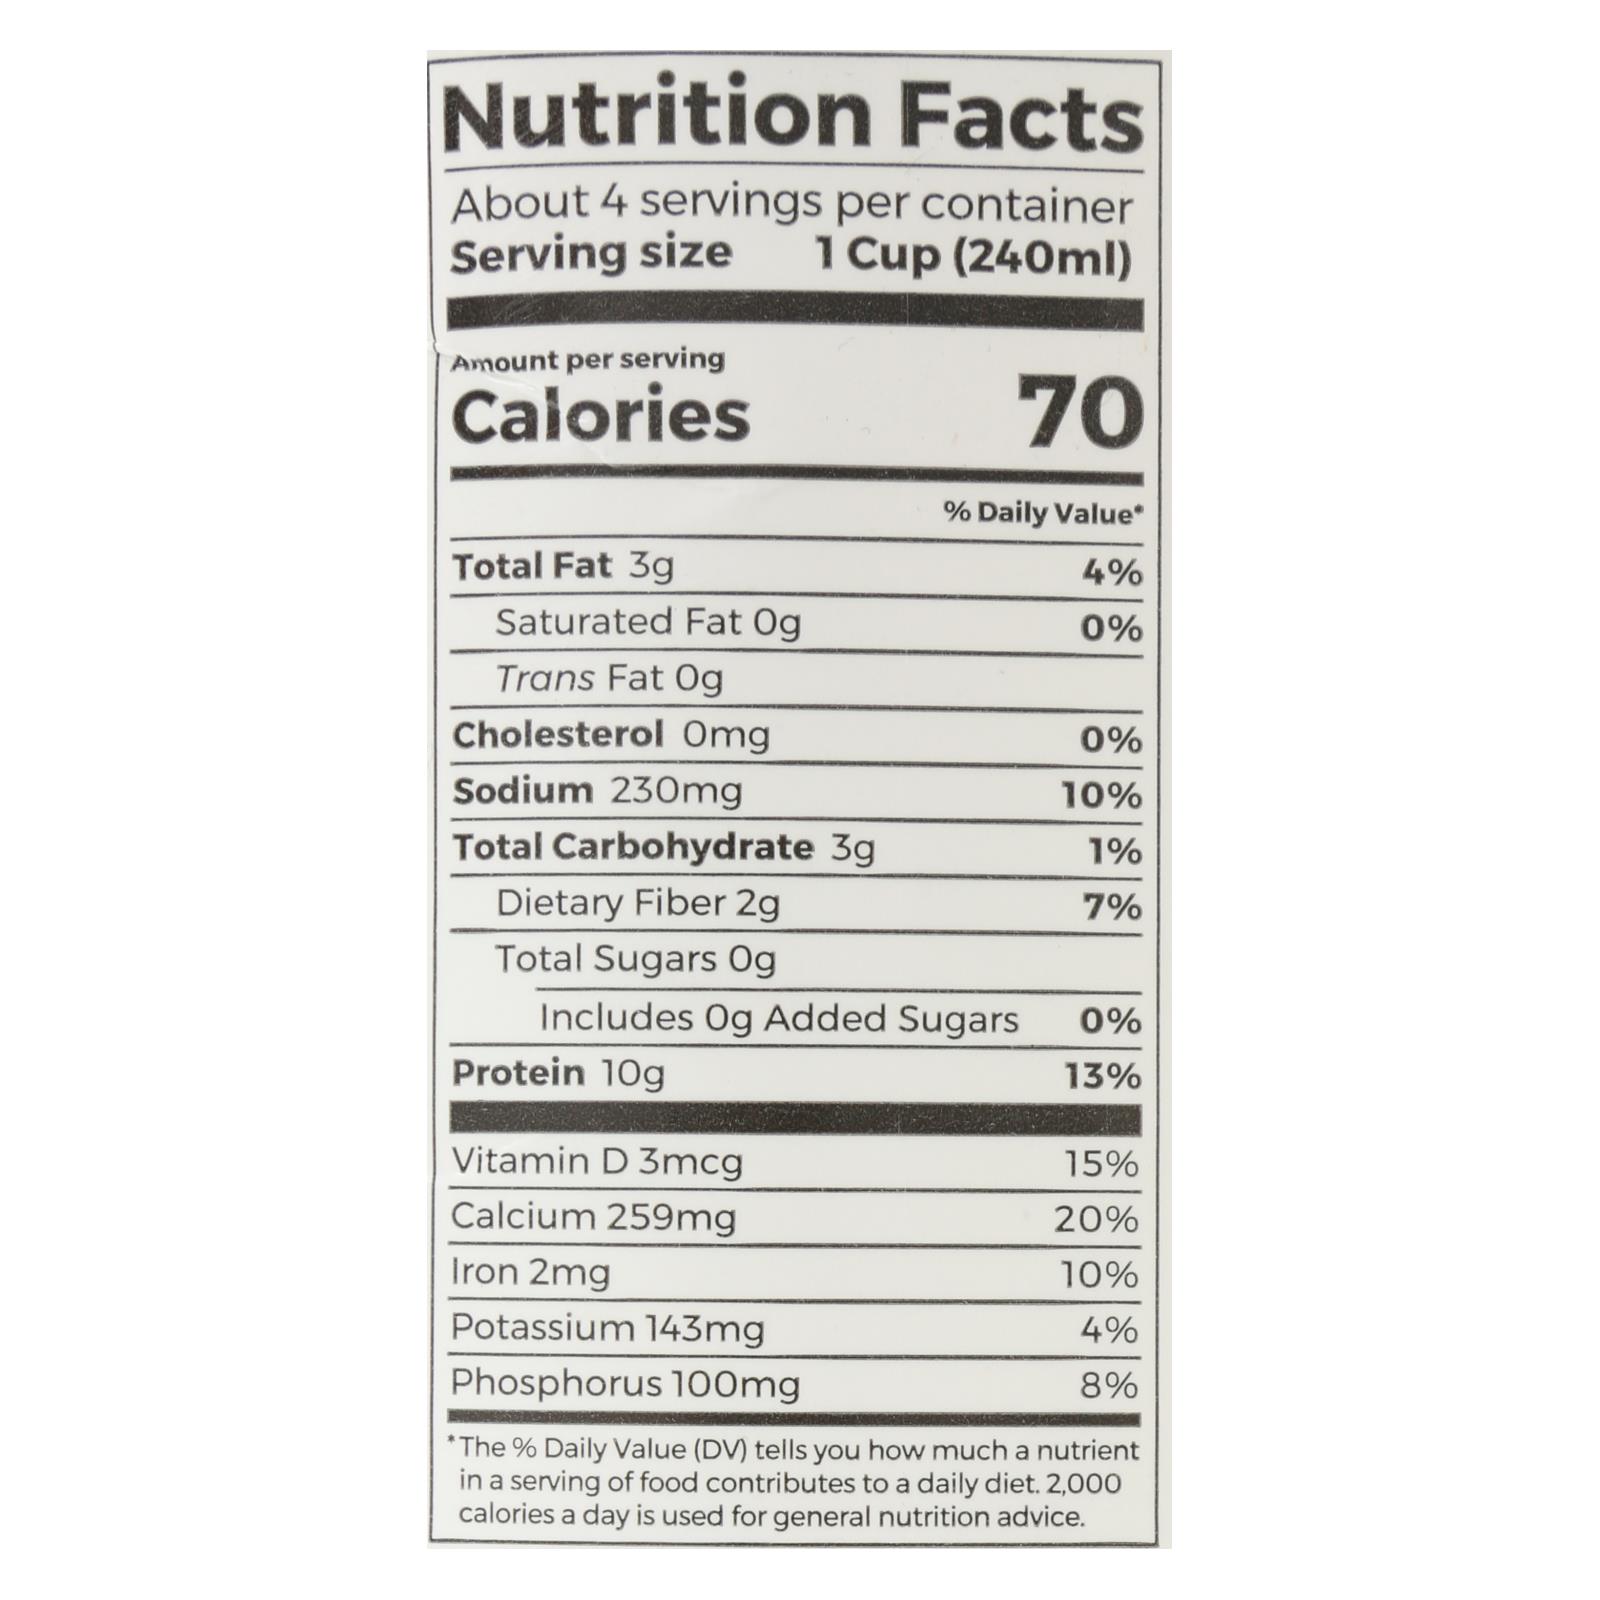 Nutrition Facts
About 4 servings per container
Serving size 1 Cup (240ml)
Amount per serving
Calories 70
% Daily Value*
Total Fat 3g 4%
Saturated Fat 0g 0%
Trans Fat 0g
Cholesterol 0mg 0%
Sodium 230mg 10%
Total Carbohydrate 3g 1%
Dietary Fiber 2g 7%
Total Sugars 0g
Includes 0g Added Sugars 0%
Protein 10g 13%
Vitamin D 3mcg 15%
Calcium 259mg 20%
Iron 2mg 10%
Potassium 143mg 4%
Phosphorus 100mg 8%
*The % Daily Value (DV) tells you how much a nutrient
in a serving of food contributes to a daily diet. 2,000
calories a day is used for general nutrition advice.